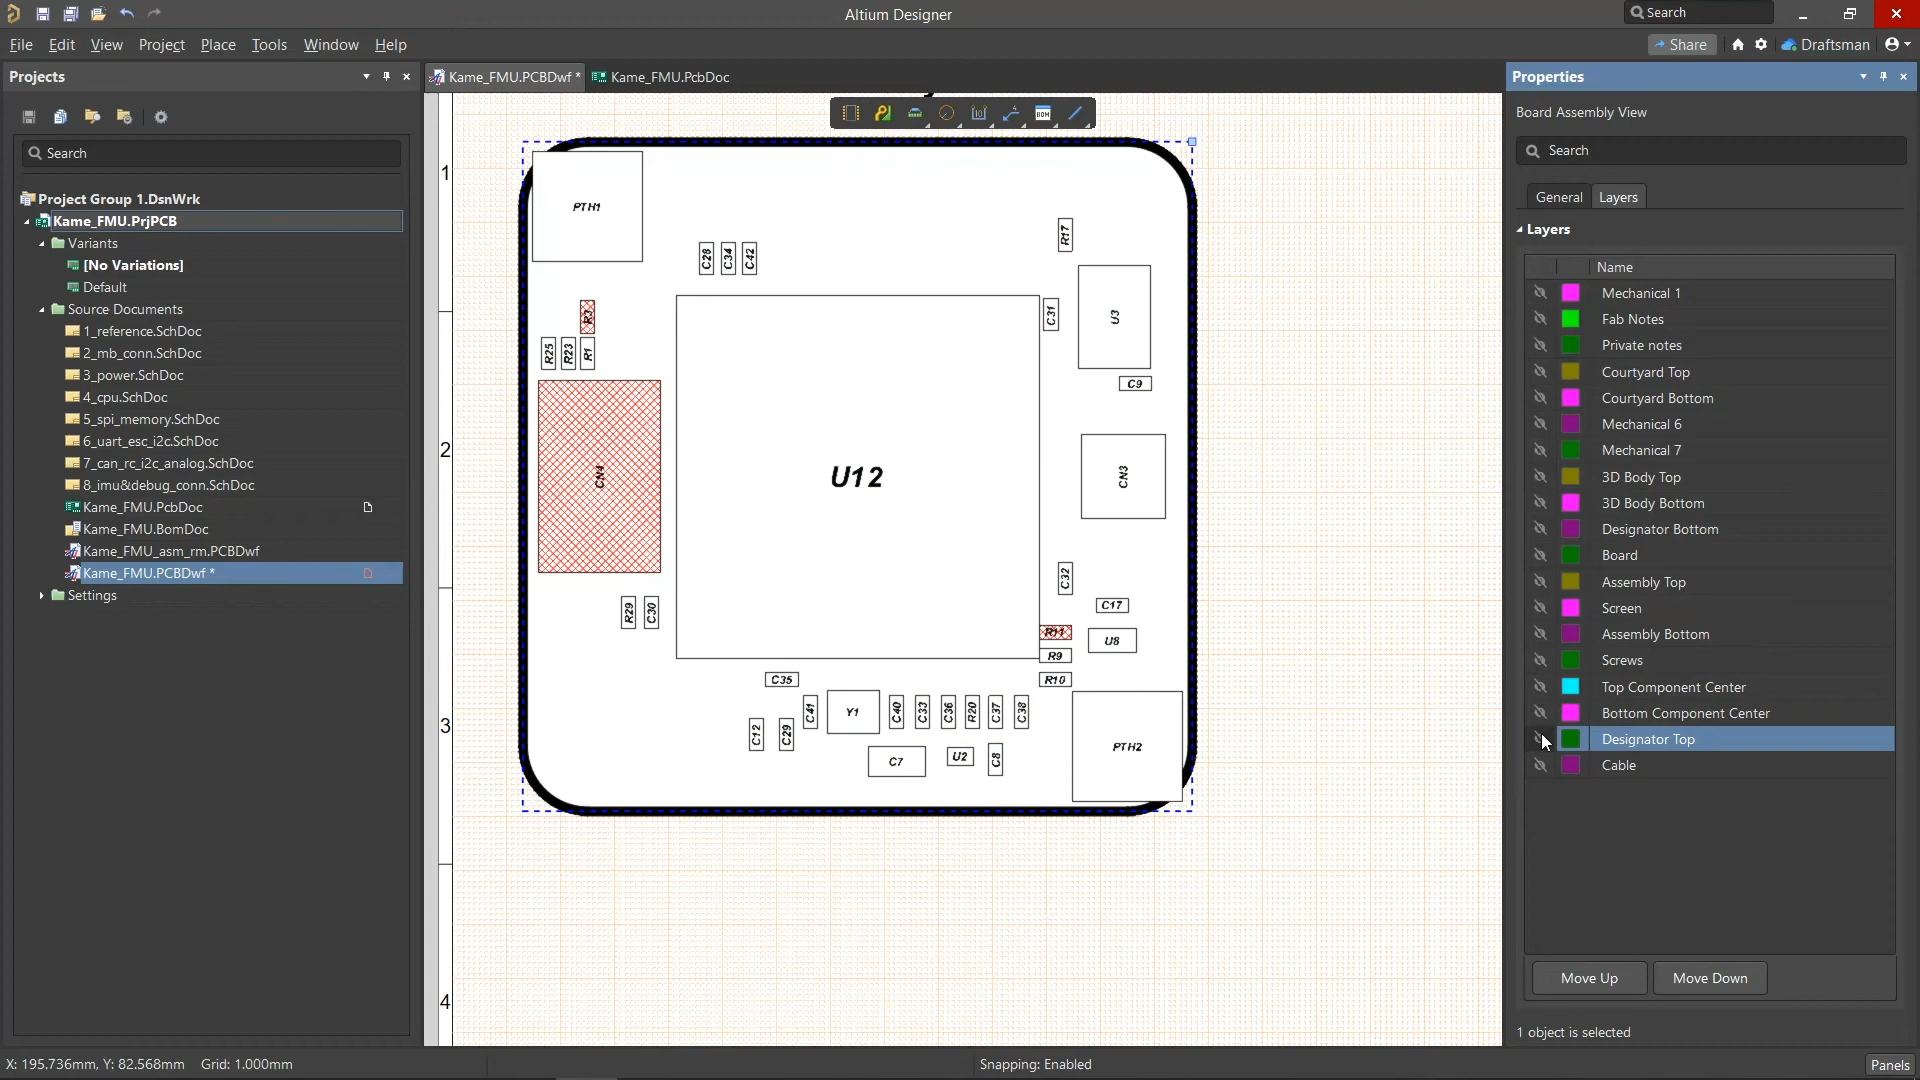 Altium Designer
Search
File Edit View Project Place Tools Window Help
Share
Draftsman
Projects
Kame_FMU.PCBDwf *
Kame_FMU.PcbDoc
Properties
Search
Project Group 1.DsnWrk
Kame_FMU.PrjPCB
Variants
[No Variations]
Default
Source Documents
1_reference.SchDoc
2_mb_conn.SchDoc
3_power.SchDoc
4_cpu.SchDoc
5_spi_memory.SchDoc
6_uart_esc_i2c.SchDoc
7_can_rc_i2c_analog.SchDoc
8_imu&debug_conn.SchDoc
Kame_FMU.PcbDoc
Kame_FMU.BomDoc
Kame_FMU_asm_rm.PCBDwf
Kame_FMU.PCBDwf *
Settings
BOM
1
2
3
4
PTH1
C28
C34
C42
R17
R3
C31
U3
R25
R23
R1
C9
CN4
U12
CN3
C32
R29
C30
C17
R11
U8
R9
C35
R10
C41
Y1
C40
C33
C36
R20
C37
C38
C12
C29
C7
U2
C8
PTH2
Board Assembly View
Search
General
Layers
Layers
Name
Mechanical 1
Fab Notes
Private notes
Courtyard Top
Courtyard Bottom
Mechanical 6
Mechanical 7
3D Body Top
3D Body Bottom
Designator Bottom
Board
Assembly Top
Screen
Assembly Bottom
Screws
Top Component Center
Bottom Component Center
Designator Top
Cable
Move Up
Move Down
1 object is selected
X: 195.736mm, Y: 82.568mm Grid: 1.000mm
Snapping: Enabled
Panels